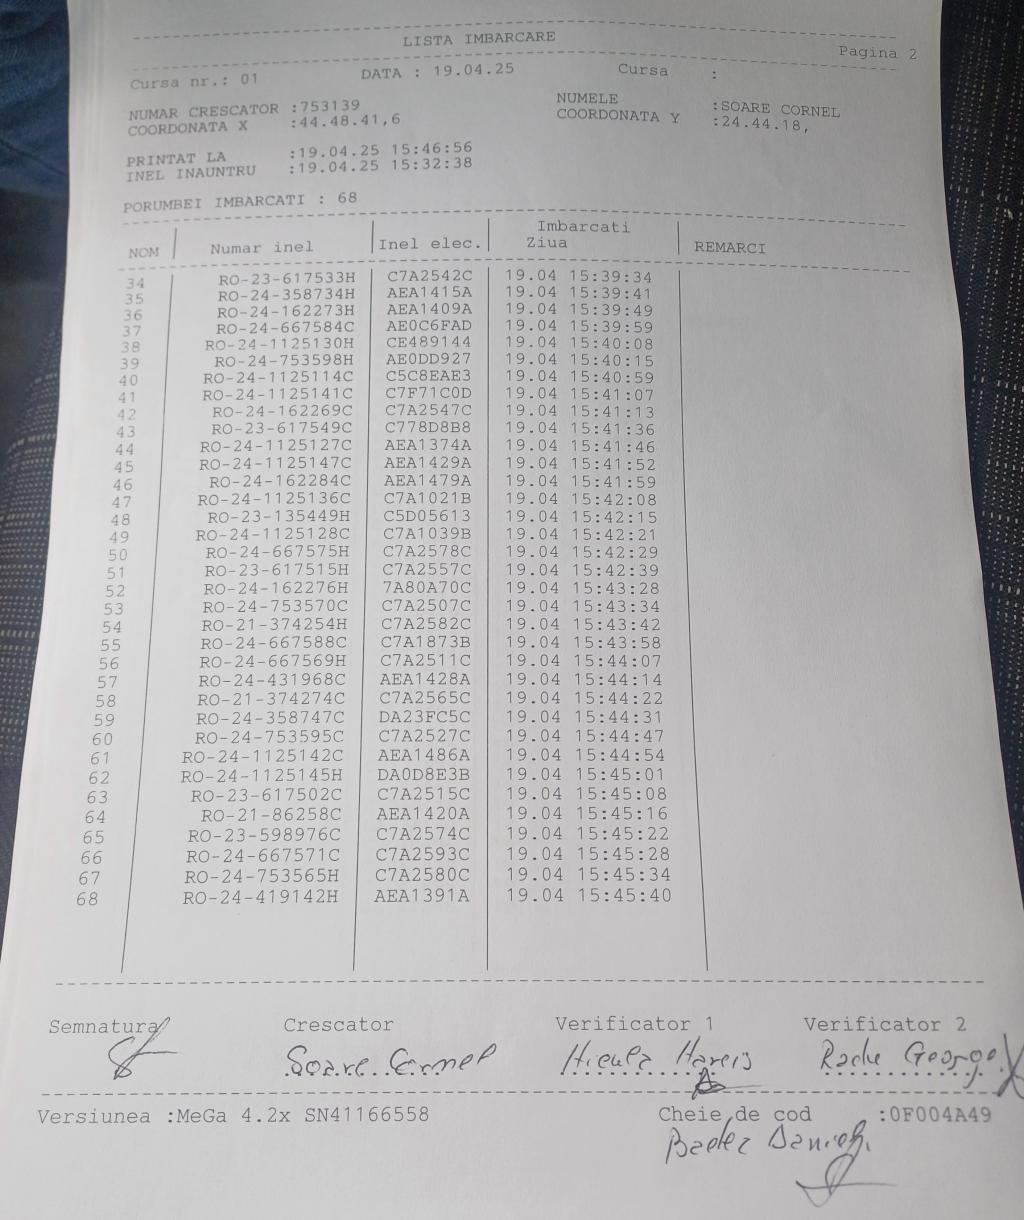 LISTA IMBARCARE
Pagina 2
Cursa nr.: 01 DATA : 19.04.25 Cursa :
NUMAR CRESCATOR :753139 NUMELE :SOARE CORNEL
COORDONATA X :44.48.41,6 COORDONATA Y :24.44.18,
PRINTAT LA :19.04.25 15:46:56
INEL INAUNTRU :19.04.25 15:32:38
PORUMBEI IMBARCATI : 68
Imbarcati
NOM Numar inel Inel elec. Ziua REMARCI
34 RO-23-617533H C7A2542C 19.04 15:39:34
35 RO-24-358734H AEA1415A 19.04 15:39:41
36 RO-24-162273H AEA1409A 19.04 15:39:49
37 RO-24-667584C AE0C6FAD 19.04 15:39:59
38 RO-24-1125130H CE489144 19.04 15:40:08
39 RO-24-753598H AE0DD927 19.04 15:40:15
40 RO-24-1125114C C5C8EAE3 19.04 15:40:59
41 RO-24-1125141C C7F71C0D 19.04 15:41:07
42 RO-24-162269C C7A2547C 19.04 15:41:13
43 RO-23-617549C C778D8B8 19.04 15:41:36
44 RO-24-1125127C AEA1374A 19.04 15:41:46
45 RO-24-1125147C AEA1429A 19.04 15:41:52
46 RO-24-162284C AEA1479A 19.04 15:41:59
47 RO-24-1125136C C7A1021B 19.04 15:42:08
48 RO-23-135449H C5D05613 19.04 15:42:15
49 RO-24-1125128C C7A1039B 19.04 15:42:21
50 RO-24-667575H C7A2578C 19.04 15:42:29
51 RO-23-617515H C7A2557C 19.04 15:42:39
52 RO-24-162276H 7A80A70C 19.04 15:43:28
53 RO-24-753570C C7A2507C 19.04 15:43:34
54 RO-21-374254H C7A2582C 19.04 15:43:42
55 RO-24-667588C C7A1873B 19.04 15:43:58
56 RO-24-667569H C7A2511C 19.04 15:44:07
57 RO-24-431968C AEA1428A 19.04 15:44:14
58 RO-21-374274C C7A2565C 19.04 15:44:22
59 RO-24-358747C DA23FC5C 19.04 15:44:31
60 RO-24-753595C C7A2527C 19.04 15:44:47
61 RO-24-1125142C AEA1486A 19.04 15:44:54
62 RO-24-1125145H DA0D8E3B 19.04 15:45:01
63 RO-23-617502C C7A2515C 19.04 15:45:08
64 RO-21-86258C AEA1420A 19.04 15:45:16
65 RO-23-598976C C7A2574C 19.04 15:45:22
66 RO-24-667571C C7A2593C 19.04 15:45:28
67 RO-24-753565H C7A2580C 19.04 15:45:34
68 RO-24-419142H AEA1391A 19.04 15:45:40
Semnatura Crescator Verificator 1 Verificator 2
Soare Cornel George
Versiunea :MeGa 4.2x SN41166558 Cheie de cod :0F004A49